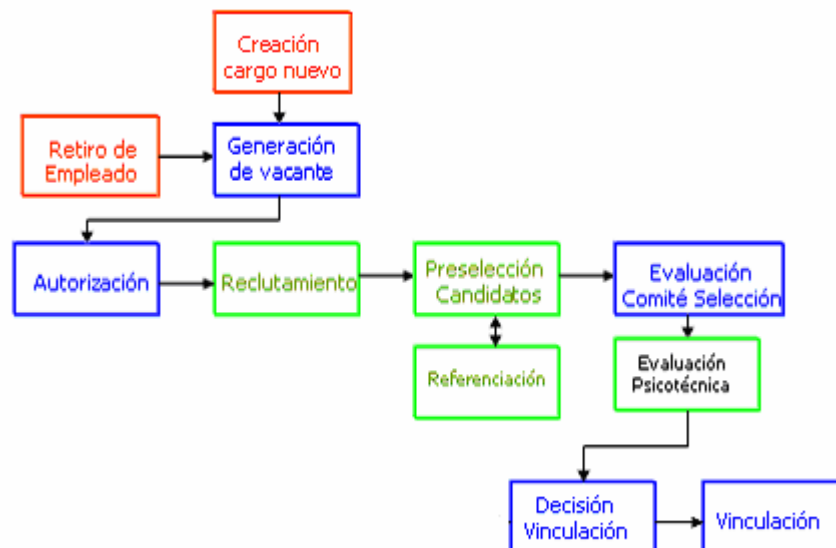 Creación
cargo nuevo
Retiro de
Empleado
Generación
de vacante
Autorización
Reclutamiento
Preselección
Candidatos
Evaluación
Comité Selección
Referenciación
Evaluación
Psicotécnica
Decisión
Vinculación
Vinculación